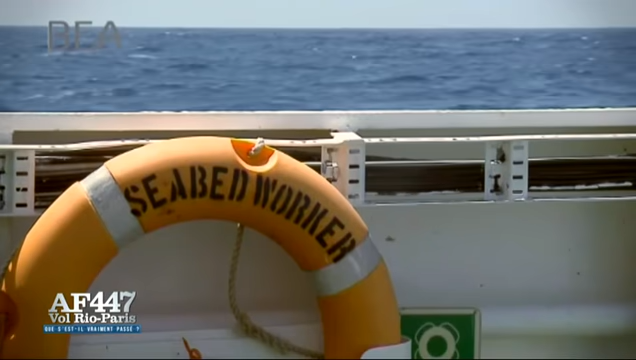 BEA
SEABED WORKER
AF447
Vol Rio-Paris
QUE S'EST-IL VRAIMENT PASSÉ ?